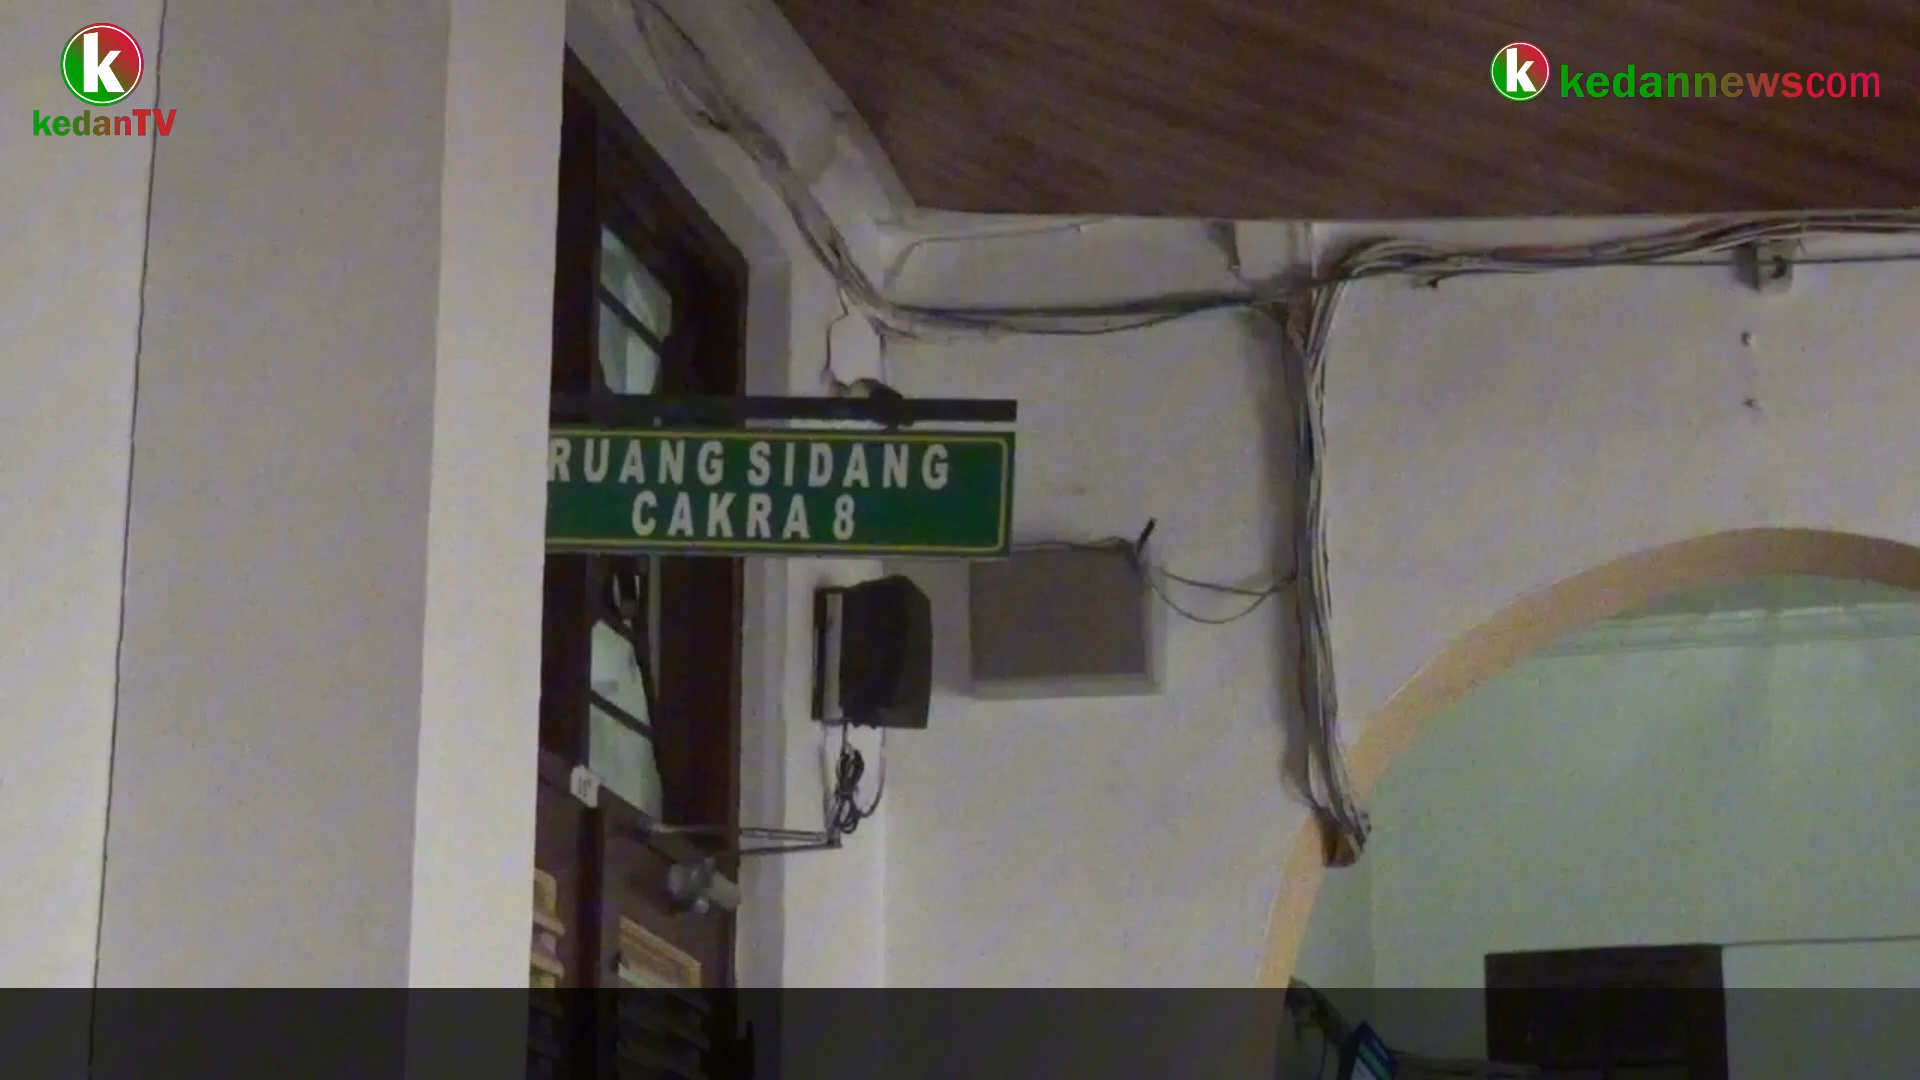 k
kedanTV
k kedannewscom
RUANG SIDANG
CAKRA 8